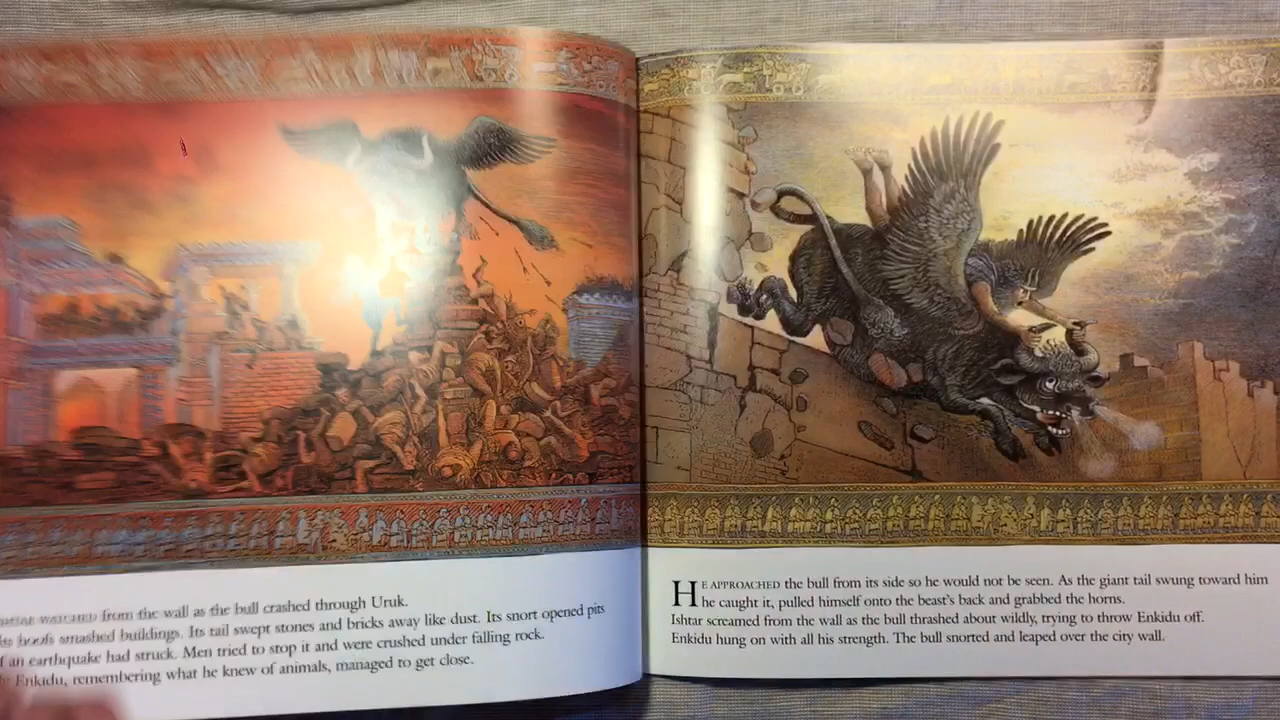 WATCHED from the wall as the bull crashed through Uruk.
hoofs smashed buildings. Its tail swept stones and bricks away like dust. Its snort opened pits
an earthquake had struck. Men tried to stop it and were crushed under falling rock.
Enkidu, remembering what he knew of animals, managed to get close.
HE APPROACHED the bull from its side so he would not be seen. As the giant tail swung toward him
he caught it, pulled himself onto the beast's back and grabbed the horns.
Ishtar screamed from the wall as the bull thrashed about wildly, trying to throw Enkidu off.
Enkidu hung on with all his strength. The bull snorted and leaped over the city wall.